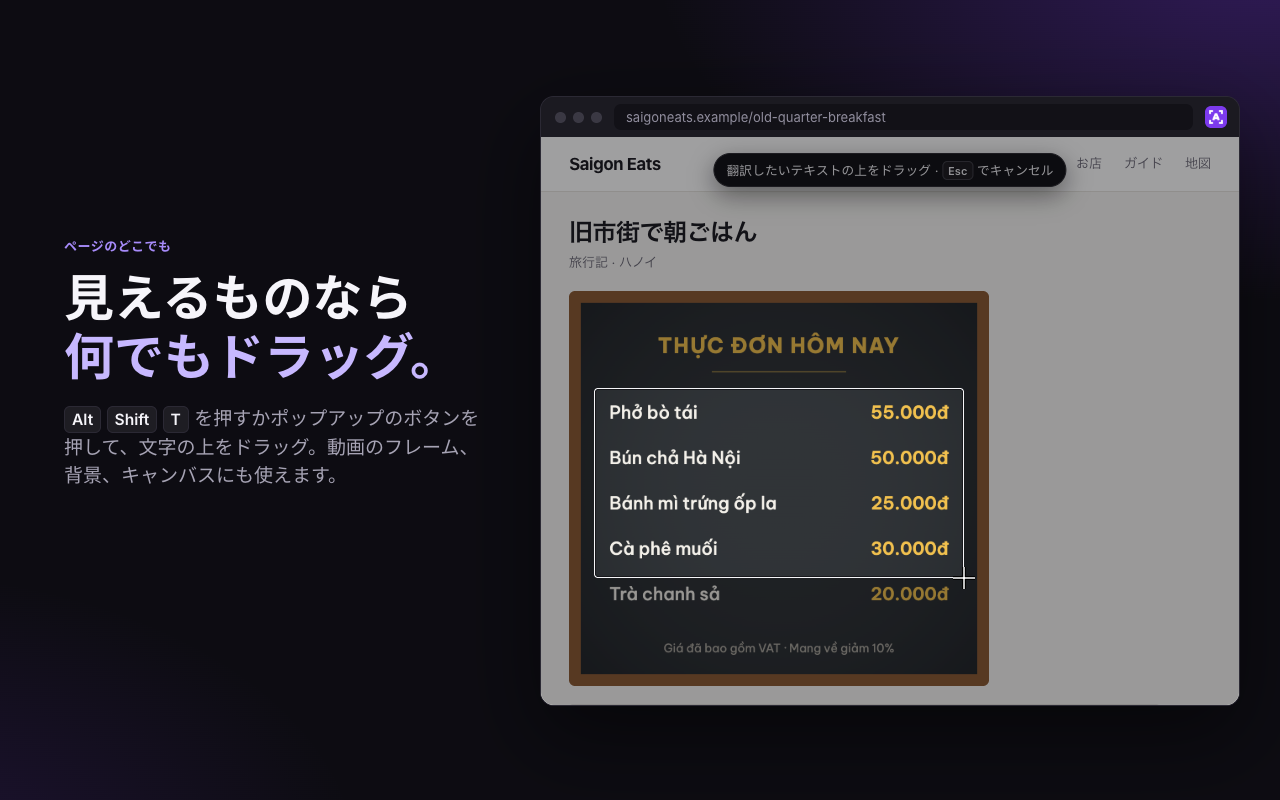 ページのどこでも
見えるものなら
何でもドラッグ。
Alt Shift T を押すかポップアップのボタンを
押して、文字の上をドラッグ。動画のフレーム、
背景、キャンバスにも使えます。
saigoneats.example/old-quarter-breakfast
Saigon Eats
翻訳したいテキストの上をドラッグ · Esc でキャンセル
お店 ガイド 地図
旧市街で朝ごはん
旅行記 · ハノイ
THỰC ĐƠN HÔM NAY
Phở bò tái 55.000đ
Bún chả Hà Nội 50.000đ
Bánh mì trứng ốp la 25.000đ
Cà phê muối 30.000đ
Trà chanh sả 20.000đ
Giá đã bao gồm VAT · Mang về giảm 10%